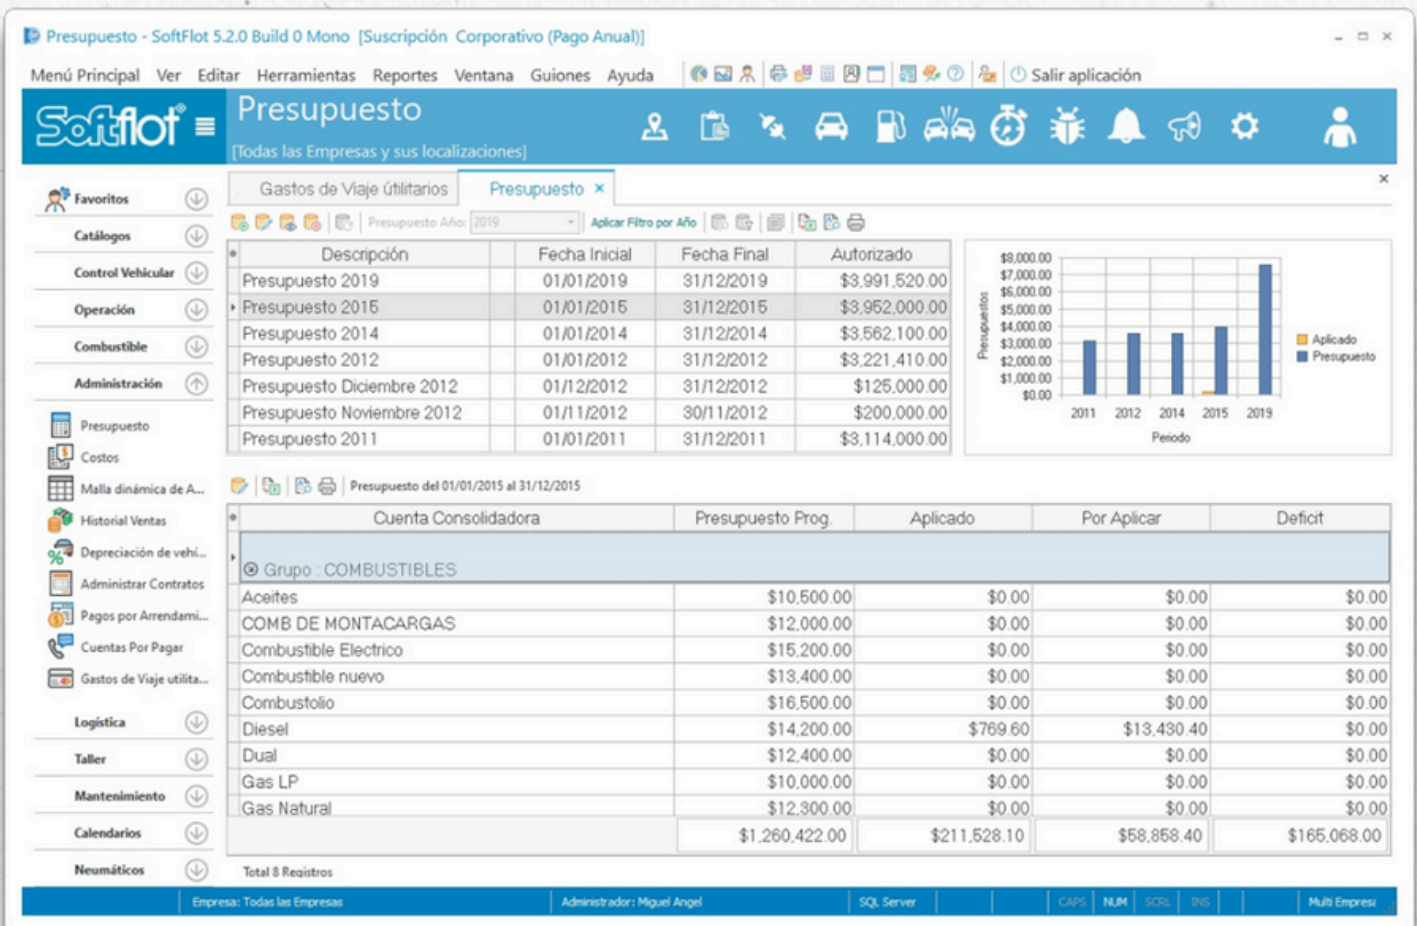 Presupuesto - SoftFlot 5.2.0 Build 0 Mono [Suscripción Corporativo (Pago Anual)]
Menú Principal Ver Editar Herramientas Reportes Ventana Guiones Ayuda Salir aplicación
Softflot®
Presupuesto
[Todas las Empresas y sus localizaciones]
Favoritos
Catálogos
Control Vehicular
Operación
Combustible
Administración
Presupuesto
Costos
Malla dinámica de A...
Historial Ventas
Depreciación de vehí...
Administrar Contratos
Pagos por Arrendami...
Cuentas Por Pagar
Gastos de Viaje utilita...
Logística
Taller
Mantenimiento
Calendarios
Neumáticos
Gastos de Viaje útilitarios Presupuesto
Presupuesto Año: 2019 Aplicar Filtro por Año
Descripción Fecha Inicial Fecha Final Autorizado
Presupuesto 2019 01/01/2019 31/12/2019 $3,991,520.00
Presupuesto 2015 01/01/2015 31/12/2015 $3,952,000.00
Presupuesto 2014 01/01/2014 31/12/2014 $3,562,100.00
Presupuesto 2012 01/01/2012 31/12/2012 $3,221,410.00
Presupuesto Diciembre 2012 01/12/2012 31/12/2012 $125,000.00
Presupuesto Noviembre 2012 01/11/2012 30/11/2012 $200,000.00
Presupuesto 2011 01/01/2011 31/12/2011 $3,114,000.00
Presupuestos
$8,000.00
$7,000.00
$6,000.00
$5,000.00
$4,000.00
$3,000.00
$2,000.00
$1,000.00
$0.00
2011 2012 2014 2015 2019
Periodo
Aplicado
Presupuesto
Presupuesto del 01/01/2015 al 31/12/2015
Cuenta Consolidadora Presupuesto Prog. Aplicado Por Aplicar Deficit
Grupo : COMBUSTIBLES
Aceites $10,500.00 $0.00 $0.00 $0.00
COMB DE MONTACARGAS $12,000.00 $0.00 $0.00 $0.00
Combustible Electrico $15,200.00 $0.00 $0.00 $0.00
Combustible nuevo $13,400.00 $0.00 $0.00 $0.00
Combustolio $16,500.00 $0.00 $0.00 $0.00
Diesel $14,200.00 $769.60 $13,430.40 $0.00
Dual $12,400.00 $0.00 $0.00 $0.00
Gas LP $10,000.00 $0.00 $0.00 $0.00
Gas Natural $12,300.00 $0.00 $0.00 $0.00
$1,260,422.00 $211,528.10 $58,858.40 $165,068.00
Total 8 Registros
Empresa: Todas las Empresas Administrador: Miguel Angel SQL Server CAPS NUM SCRL INS Multi Empresa